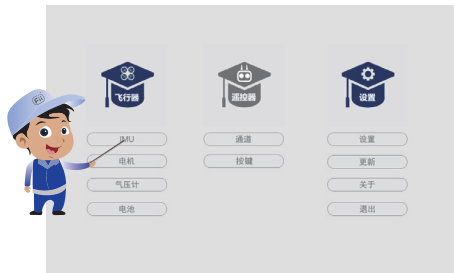 Fii
飞行器
遥控器
设置
IMU
通道
设置
电机
按键
更新
气压计
关于
电池
退出